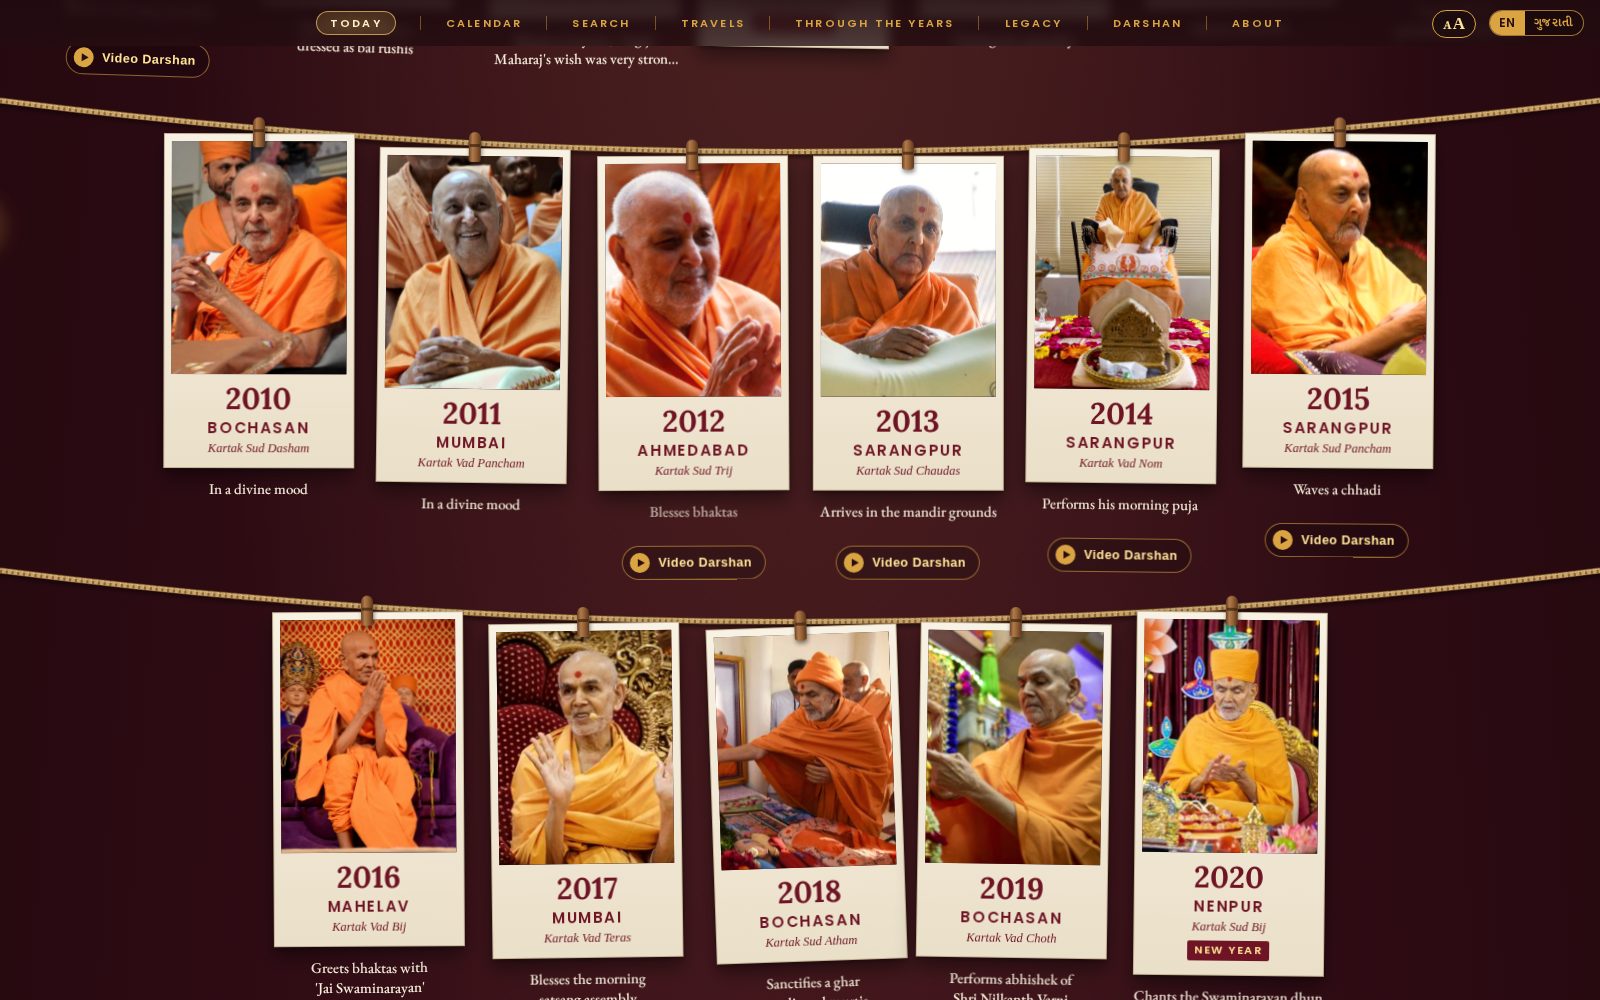 TODAY
CALENDAR
SEARCH
TRAVELS
THROUGH THE YEARS
LEGACY
DARSHAN
ABOUT
AA
EN
ગુજરાતી
Video Darshan
dressed as bal rushis
Maharaj's wish was very stron...
2010
BOCHASAN
Kartak Sud Dasham
In a divine mood
2011
MUMBAI
Kartak Vad Pancham
In a divine mood
2012
AHMEDABAD
Kartak Sud Trij
Blesses bhaktas
Video Darshan
2013
SARANGPUR
Kartak Sud Chaudas
Arrives in the mandir grounds
Video Darshan
2014
SARANGPUR
Kartak Vad Nom
Performs his morning puja
Video Darshan
2015
SARANGPUR
Kartak Sud Pancham
Waves a chhadi
Video Darshan
2016
MAHELAV
Kartak Vad Bij
Greets bhaktas with
'Jai Swaminarayan'
2017
MUMBAI
Kartak Vad Teras
Blesses the morning
satsang assembly
2018
BOCHASAN
Kartak Sud Atham
Sanctifies a ghar
2019
BOCHASAN
Kartak Vad Choth
Performs abhishek of
Shri Nilkanth Varni
2020
NENPUR
Kartak Sud Bij
NEW YEAR
Chants the Swaminarayan dhun